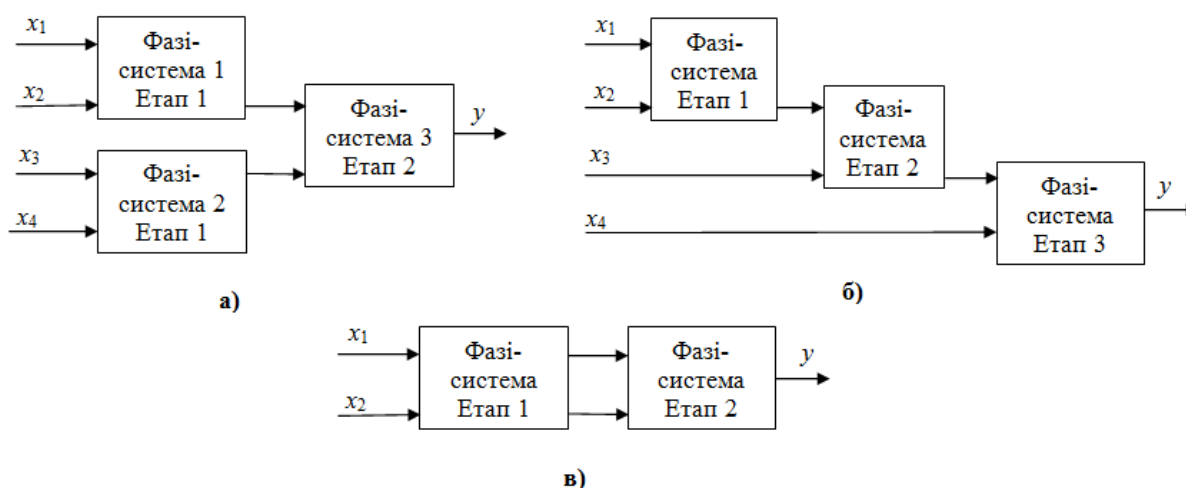 x1
x2
Фазі-
система 1
Етап 1
x3
x4
Фазі-
система 2
Етап 1
Фазі-
система 3
Етап 2
y
а)
x1
x2
Фазі-
система
Етап 1
x3
Фазі-
система
Етап 2
x4
Фазі-
система
Етап 3
y
б)
x1
x2
Фазі-
система
Етап 1
Фазі-
система
Етап 2
y
в)